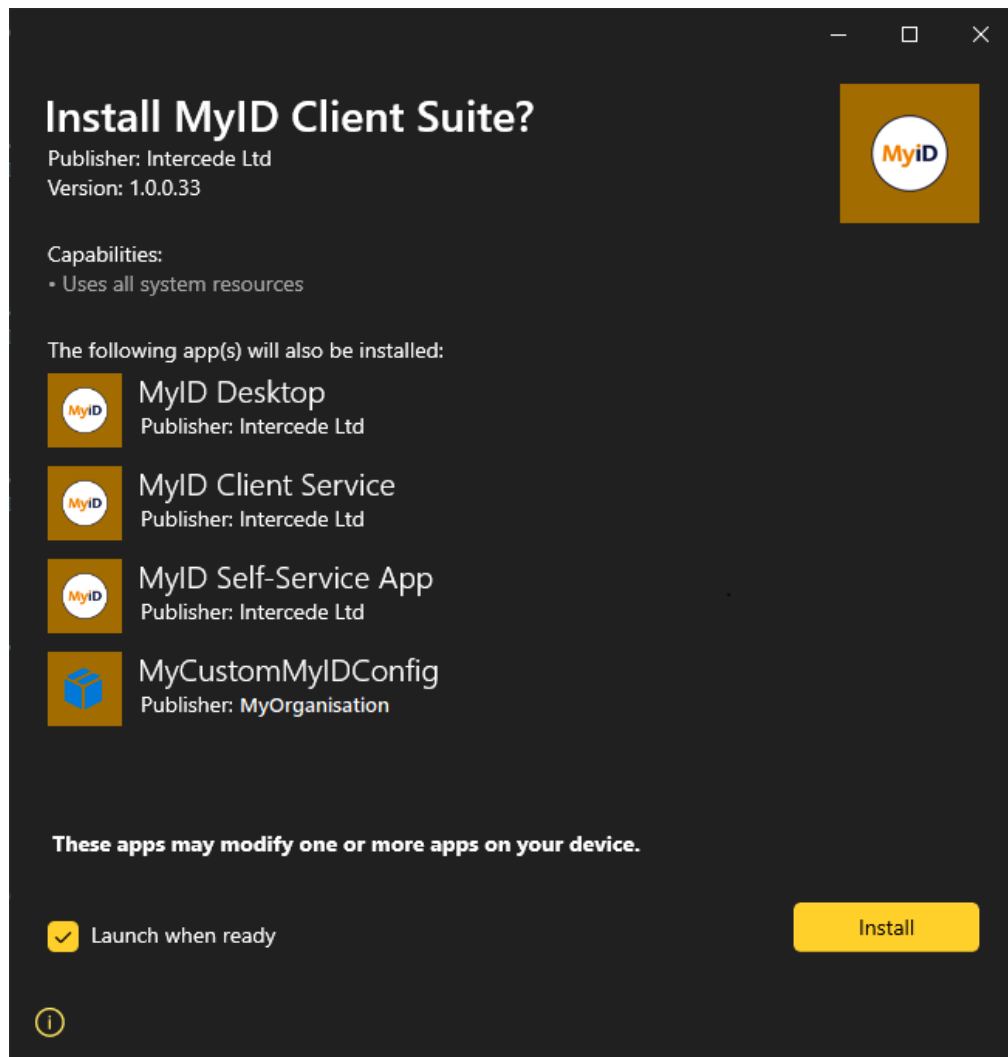 Install MyID Client Suite?
Publisher: Intercede Ltd
Version: 1.0.0.33
MyiD
Capabilities:
• Uses all system resources
The following app(s) will also be installed:
MyiD
MyID Desktop
Publisher: Intercede Ltd
MyiD
MyID Client Service
Publisher: Intercede Ltd
MyiD
MyID Self-Service App
Publisher: Intercede Ltd
MyCustomMyIDConfig
Publisher: MyOrganisation
These apps may modify one or more apps on your device.
Launch when ready
Install